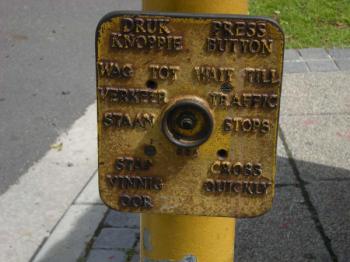 DRUK
KNOPPIE
WAG TOT
VERKEER
STAAN
STAP
VINNIG
OOR
PRESS
BUTTON
WAIT TILL
TRAFFIC
STOPS
CROSS
QUICKLY